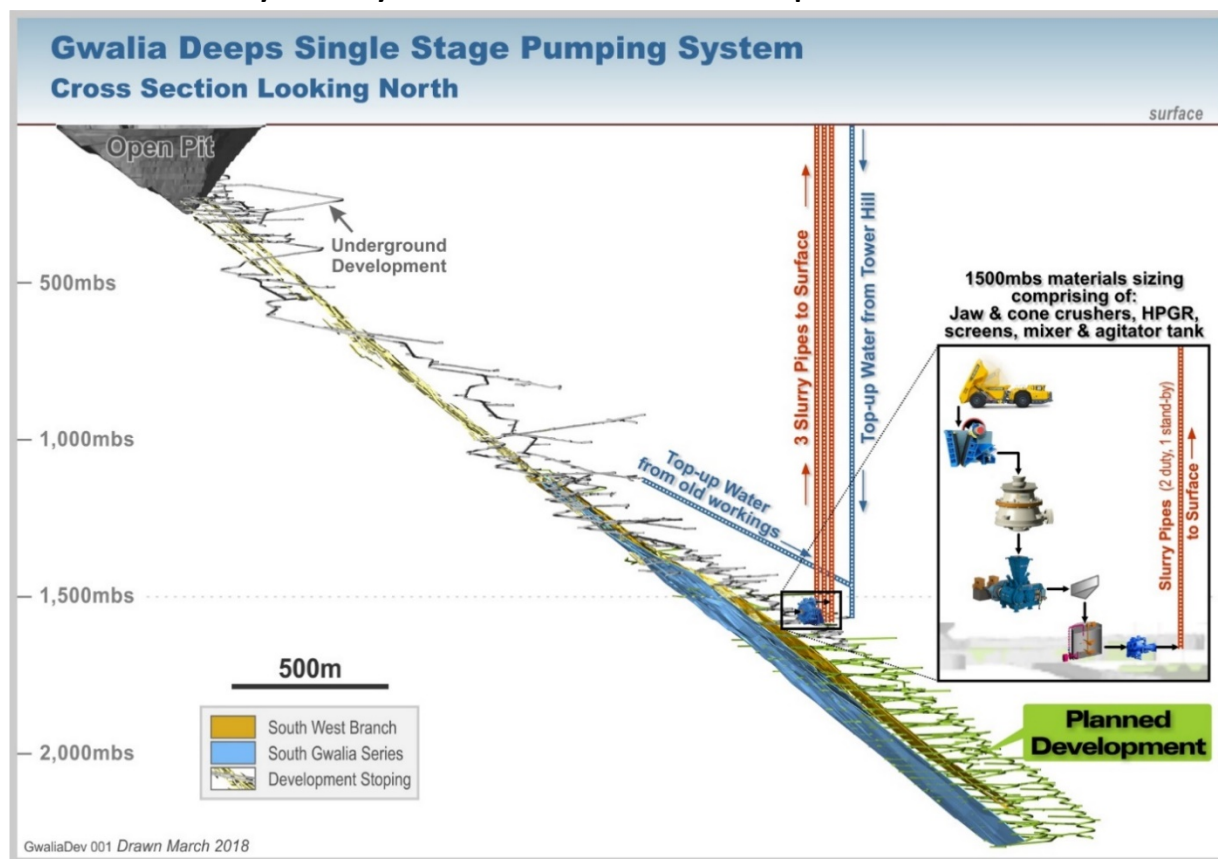 Gwalia Deeps Single Stage Pumping System
Cross Section Looking North
surface
Open Pit
Underground
Development
500mbs
1,000mbs
1,500mbs
2,000mbs
3 Slurry Pipes to Surface
Top-up Water from Tower Hill
Top-up Water
from old workings
1500mbs materials sizing
comprising of:
Jaw & cone crushers, HPGR,
screens, mixer & agitator tank
Slurry Pipes (2 duty, 1 stand-by)
to Surface
Planned
Development
500m
South West Branch
South Gwalia Series
Development Stoping
GwaliaDev 001 Drawn March 2018